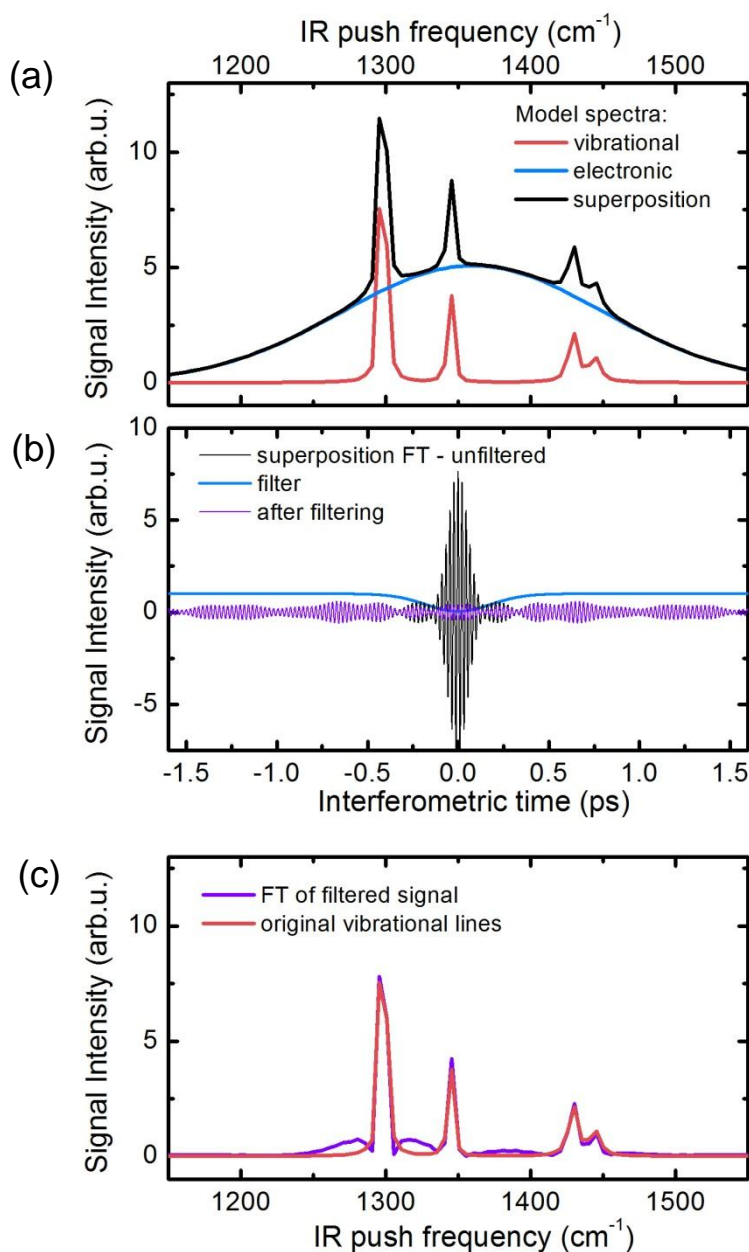 IR push frequency (cm⁻¹)
1200 1300 1400 1500
(a)
Signal Intensity (arb.u.)
10
5
0
Model spectra:
vibrational
electronic
superposition
(b)
Signal Intensity (arb.u.)
10
5
0
-5
superposition FT - unfiltered
filter
after filtering
-1.5 -1.0 -0.5 0.0 0.5 1.0 1.5
Interferometric time (ps)
(c)
Signal Intensity (arb.u.)
10
5
0
FT of filtered signal
original vibrational lines
1200 1300 1400 1500
IR push frequency (cm⁻¹)